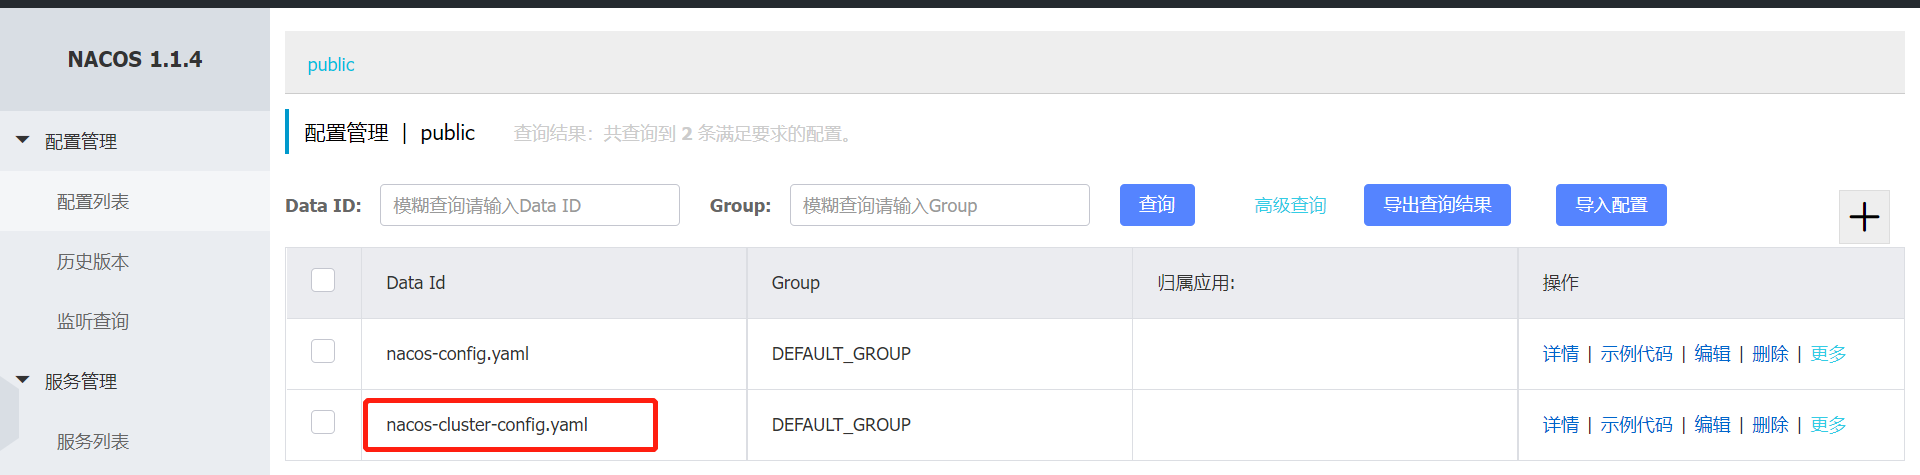 NACOS 1.1.4
配置管理
配置列表
历史版本
监听查询
服务管理
服务列表
public
配置管理 | public 查询结果：共查询到 2 条满足要求的配置。
Data ID: 模糊查询请输入Data ID Group: 模糊查询请输入Group 查询 高级查询 导出查询结果 导入配置 +
Data Id Group 归属应用: 操作
nacos-config.yaml DEFAULT_GROUP 详情 | 示例代码 | 编辑 | 删除 | 更多
nacos-cluster-config.yaml DEFAULT_GROUP 详情 | 示例代码 | 编辑 | 删除 | 更多